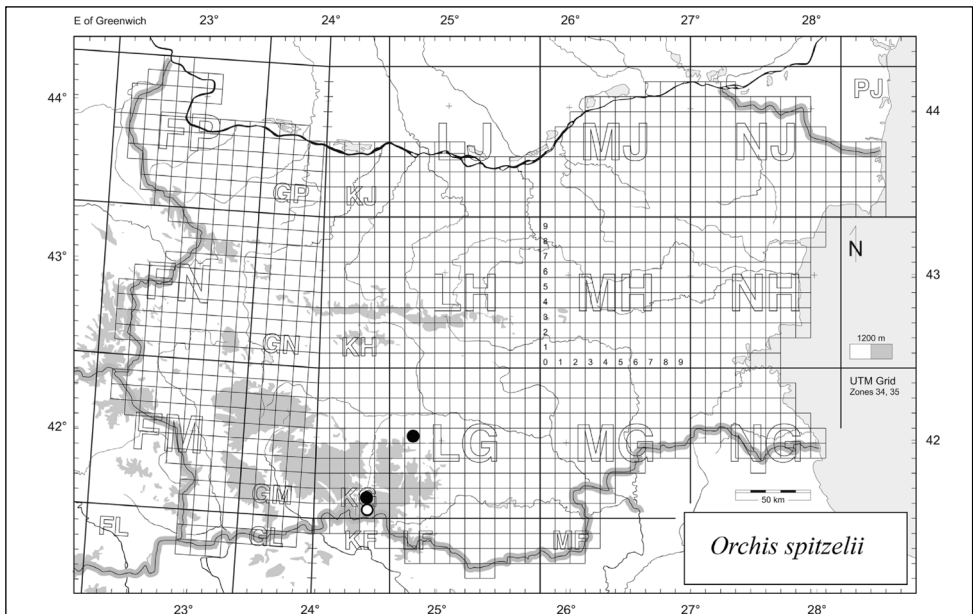 E of Greenwich 23° 24° 25° 26° 27° 28°
44° 44
PJ
FP LJ MJ NJ
GP KJ
9
43° 8 N 43
7
FN 6 LH MH NH
5
4
3
2
GN KH 1 1200 m
0 1 2 3 4 5 6 7 8 9
UTM Grid
Zones 34, 35
42° 42
FM LG MG NG
GM KG
50 km
FL GL KF LF MF
Orchis spitzelii
23° 24° 25° 26° 27° 28°